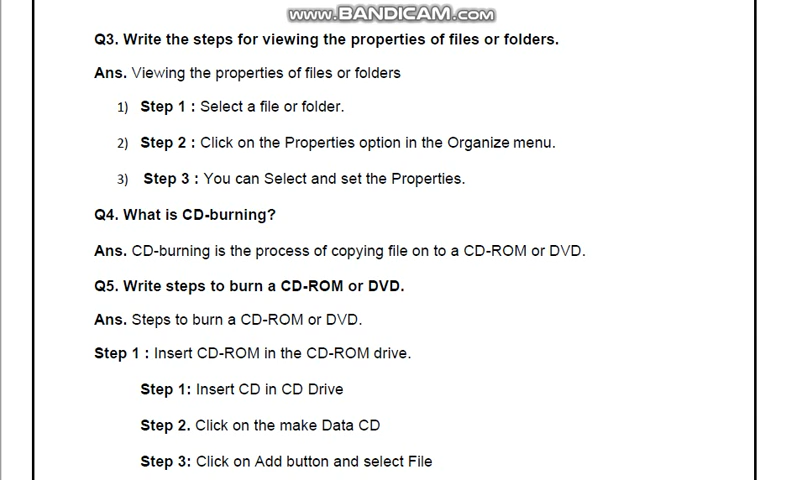 www.BANDICAM.com
Q3. Write the steps for viewing the properties of files or folders.
Ans. Viewing the properties of files or folders
1) Step 1 : Select a file or folder.
2) Step 2 : Click on the Properties option in the Organize menu.
3) Step 3 : You can Select and set the Properties.
Q4. What is CD-burning?
Ans. CD-burning is the process of copying file on to a CD-ROM or DVD.
Q5. Write steps to burn a CD-ROM or DVD.
Ans. Steps to burn a CD-ROM or DVD.
Step 1 : Insert CD-ROM in the CD-ROM drive.
Step 1: Insert CD in CD Drive
Step 2. Click on the make Data CD
Step 3: Click on Add button and select File